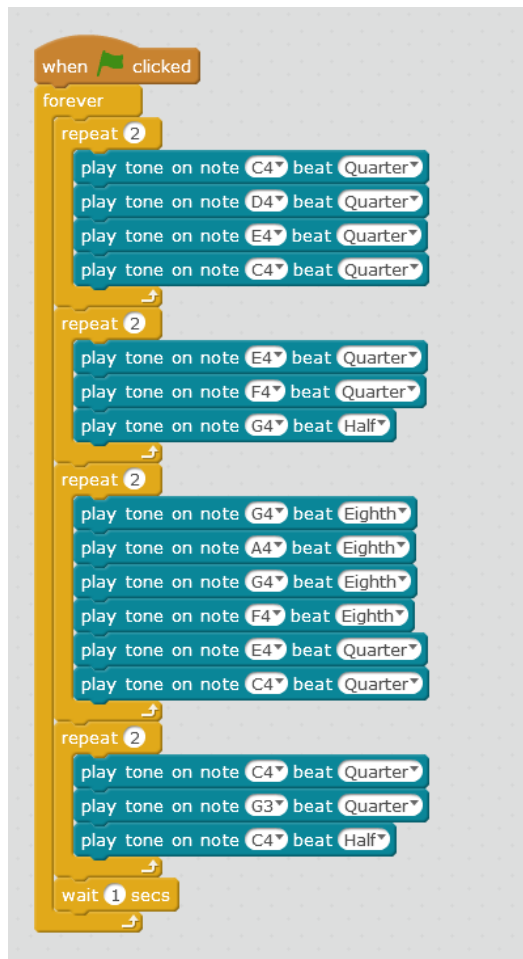 when clicked
forever
repeat 2
play tone on note C4 beat Quarter
play tone on note D4 beat Quarter
play tone on note E4 beat Quarter
play tone on note C4 beat Quarter
repeat 2
play tone on note E4 beat Quarter
play tone on note F4 beat Quarter
play tone on note G4 beat Half
repeat 2
play tone on note G4 beat Eighth
play tone on note A4 beat Eighth
play tone on note G4 beat Eighth
play tone on note F4 beat Eighth
play tone on note E4 beat Quarter
play tone on note C4 beat Quarter
repeat 2
play tone on note C4 beat Quarter
play tone on note G3 beat Quarter
play tone on note C4 beat Half
wait 1 secs